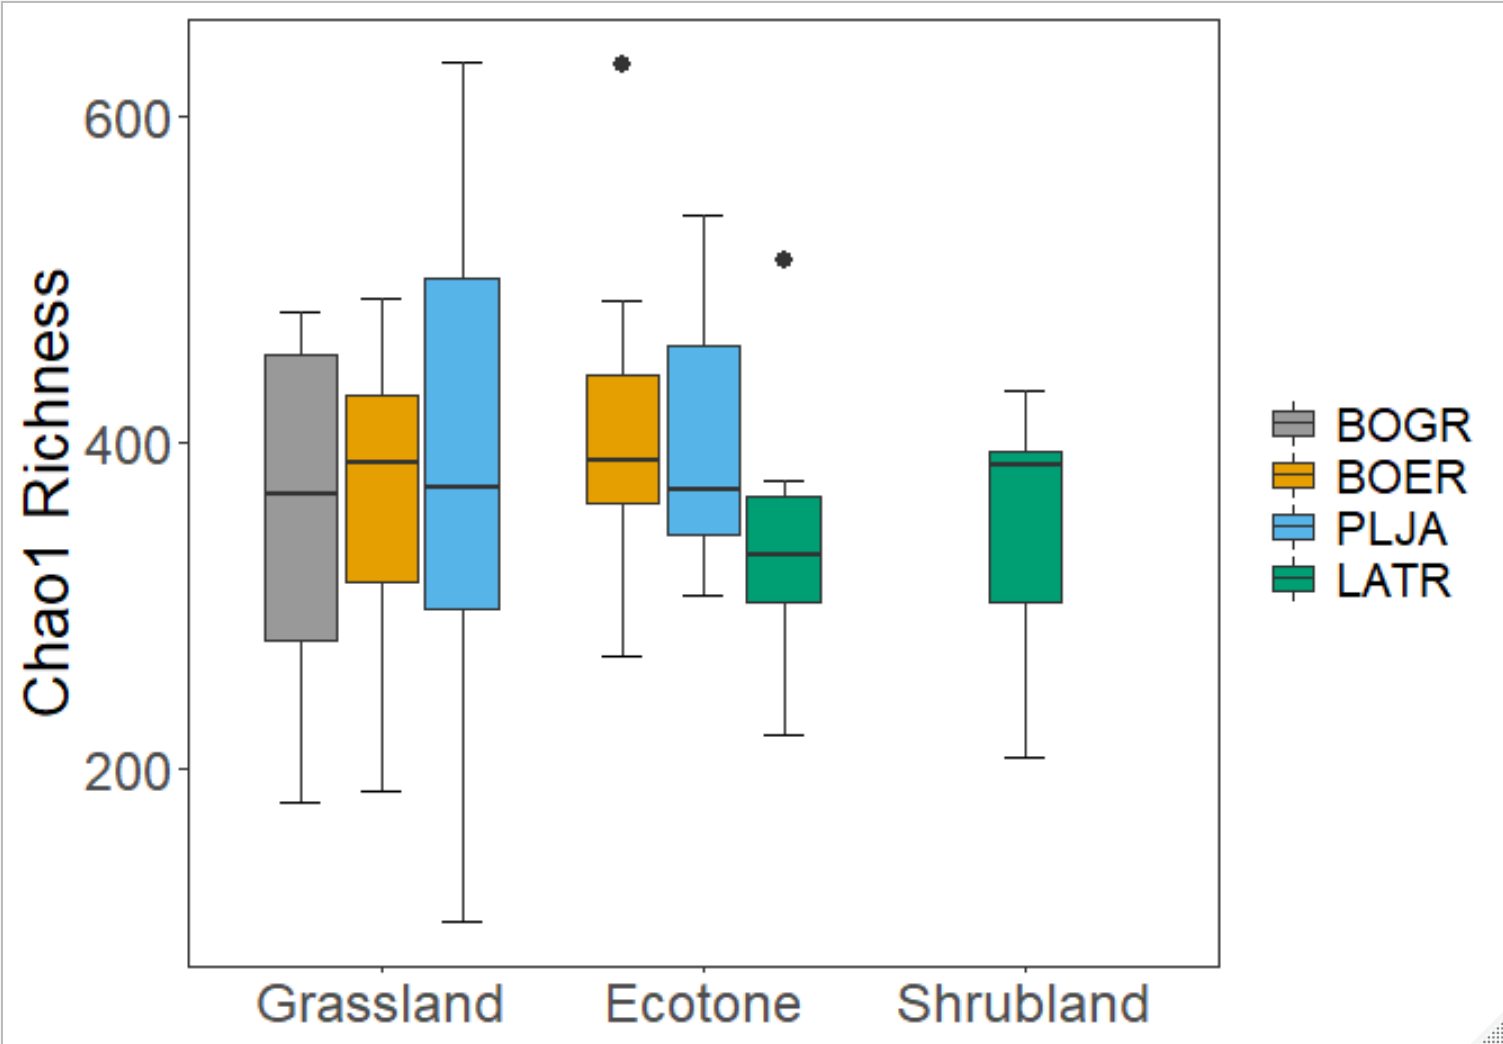 Chao1 Richness
600
400
200
Grassland
Ecotone
Shrubland
BOGR
BOER
PLJA
LATR